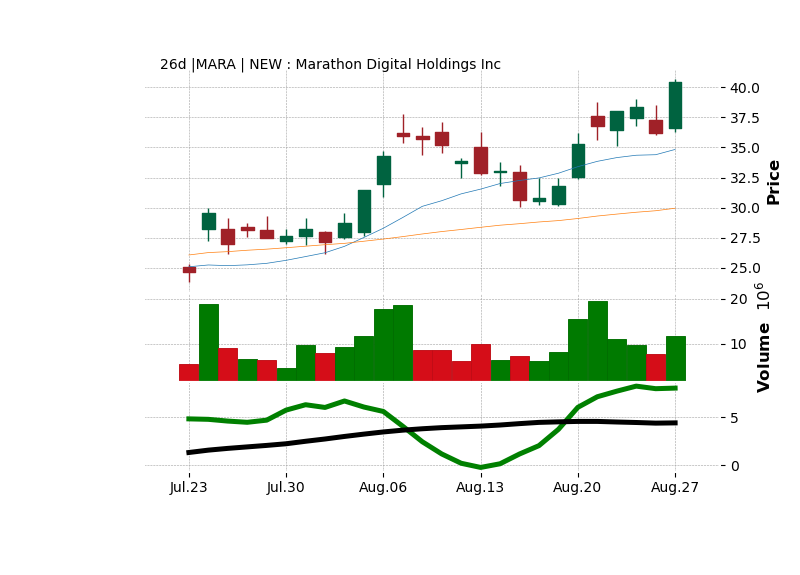 26d |MARA | NEW : Marathon Digital Holdings Inc
40.0
37.5
35.0
32.5
30.0
27.5
25.0
Price
20
10
Volume 10^6
5
0
Jul.23 Jul.30 Aug.06 Aug.13 Aug.20 Aug.27